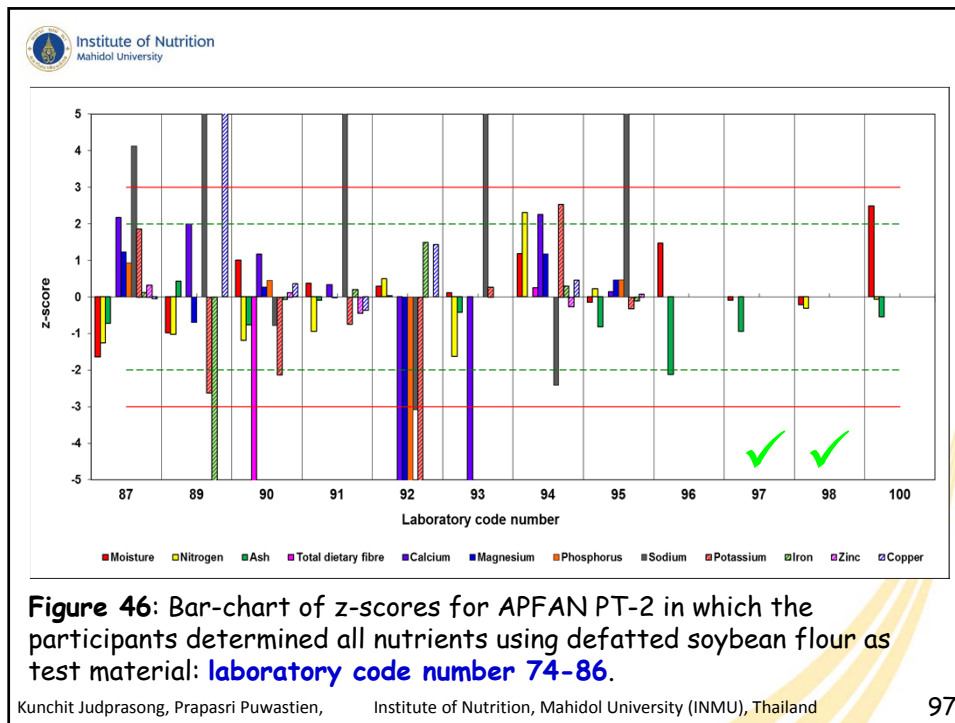 Institute of Nutrition
Mahidol University
5
4
3
2
1
0
-1
-2
-3
-4
-5
z-score
87 89 90 91 92 93 94 95 96 97 98 100
Laboratory code number
Moisture Nitrogen Ash Total dietary fibre Calcium Magnesium Phosphorus Sodium Potassium Iron Zinc Copper
Figure 46: Bar-chart of z-scores for APFAN PT-2 in which the
participants determined all nutrients using defatted soybean flour as
test material: laboratory code number 74-86.
Kunchit Judprasong, Prapasri Puwastien, Institute of Nutrition, Mahidol University (INMU), Thailand 97